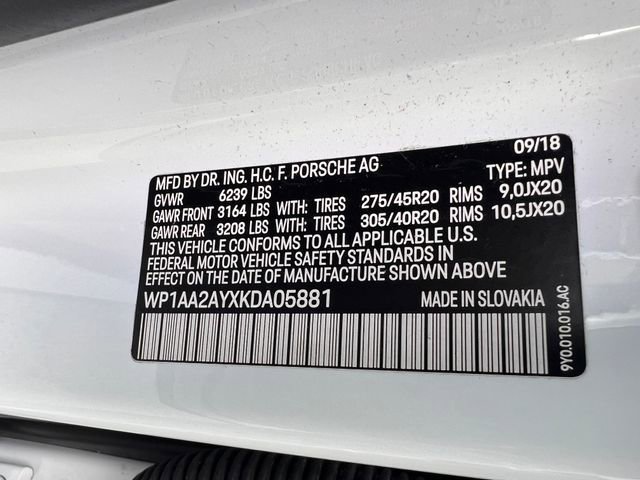 09/18
MFD BY DR. ING. H.C. F. PORSCHE AG
TYPE: MPV
GVWR 6239 LBS
GAWR FRONT 3164 LBS WITH: TIRES 275/45R20 RIMS 9,0JX20
GAWR REAR 3208 LBS WITH: TIRES 305/40R20 RIMS 10,5JX20
THIS VEHICLE CONFORMS TO ALL APPLICABLE U.S.
FEDERAL MOTOR VEHICLE SAFETY STANDARDS IN
EFFECT ON THE DATE OF MANUFACTURE SHOWN ABOVE
WP1AA2AYXKDA05881 MADE IN SLOVAKIA
9Y0.010.016.AC